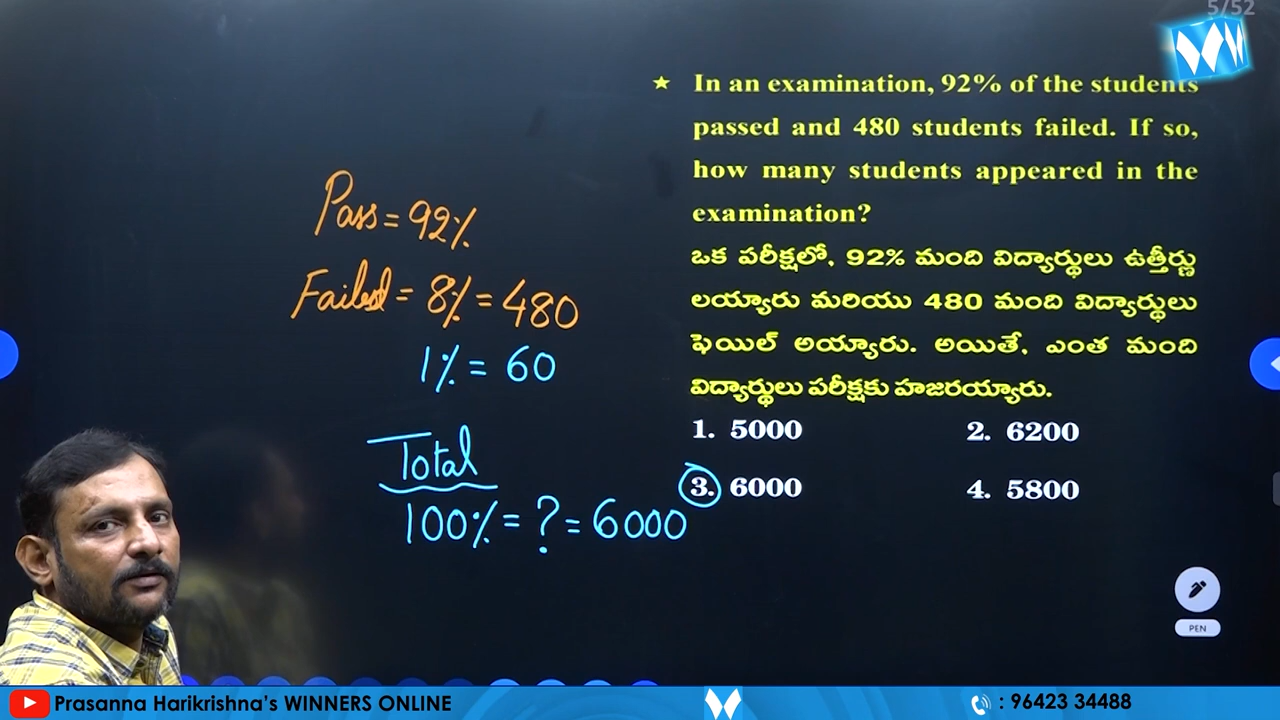 5/52
★ In an examination, 92% of the students
passed and 480 students failed. If so,
how many students appeared in the
examination?
ఒక పరీక్షలో, 92% మంది విద్యార్థులు ఉత్తీర్ణు
లయ్యారు మరియు 480 మంది విద్యార్థులు
ఫెయిల్ అయ్యారు. అయితే, ఎంత మంది
విద్యార్థులు పరీక్షకు హజరయ్యారు.
1. 5000 2. 6200
3. 6000 4. 5800
Pass = 92%
Failed = 8% = 480
1% = 60
Total
100% = ? = 6000
PEN
Prasanna Harikrishna's WINNERS ONLINE
: 96423 34488